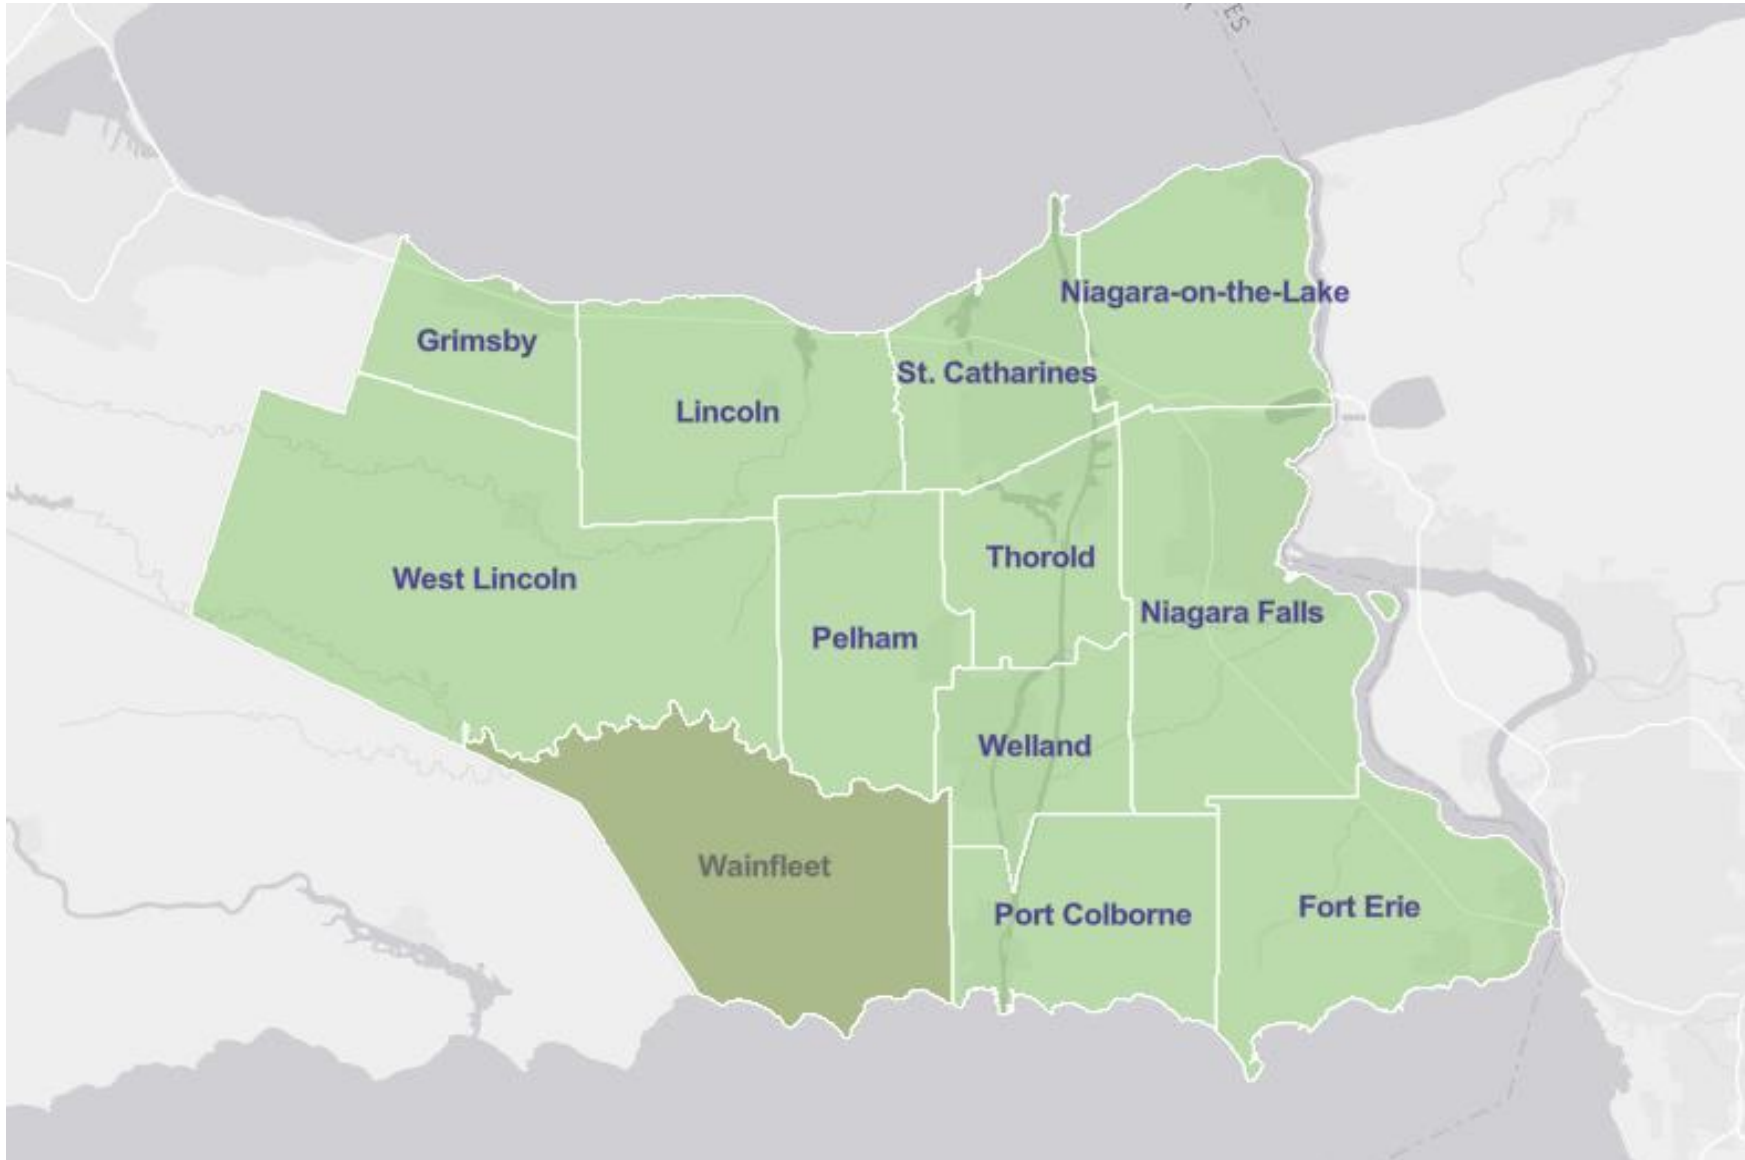 ES
Niagara-on-the-Lake
Grimsby
St. Catharines
Lincoln
Thorold
West Lincoln
Niagara Falls
Pelham
Welland
Wainfleet
Port Colborne
Fort Erie